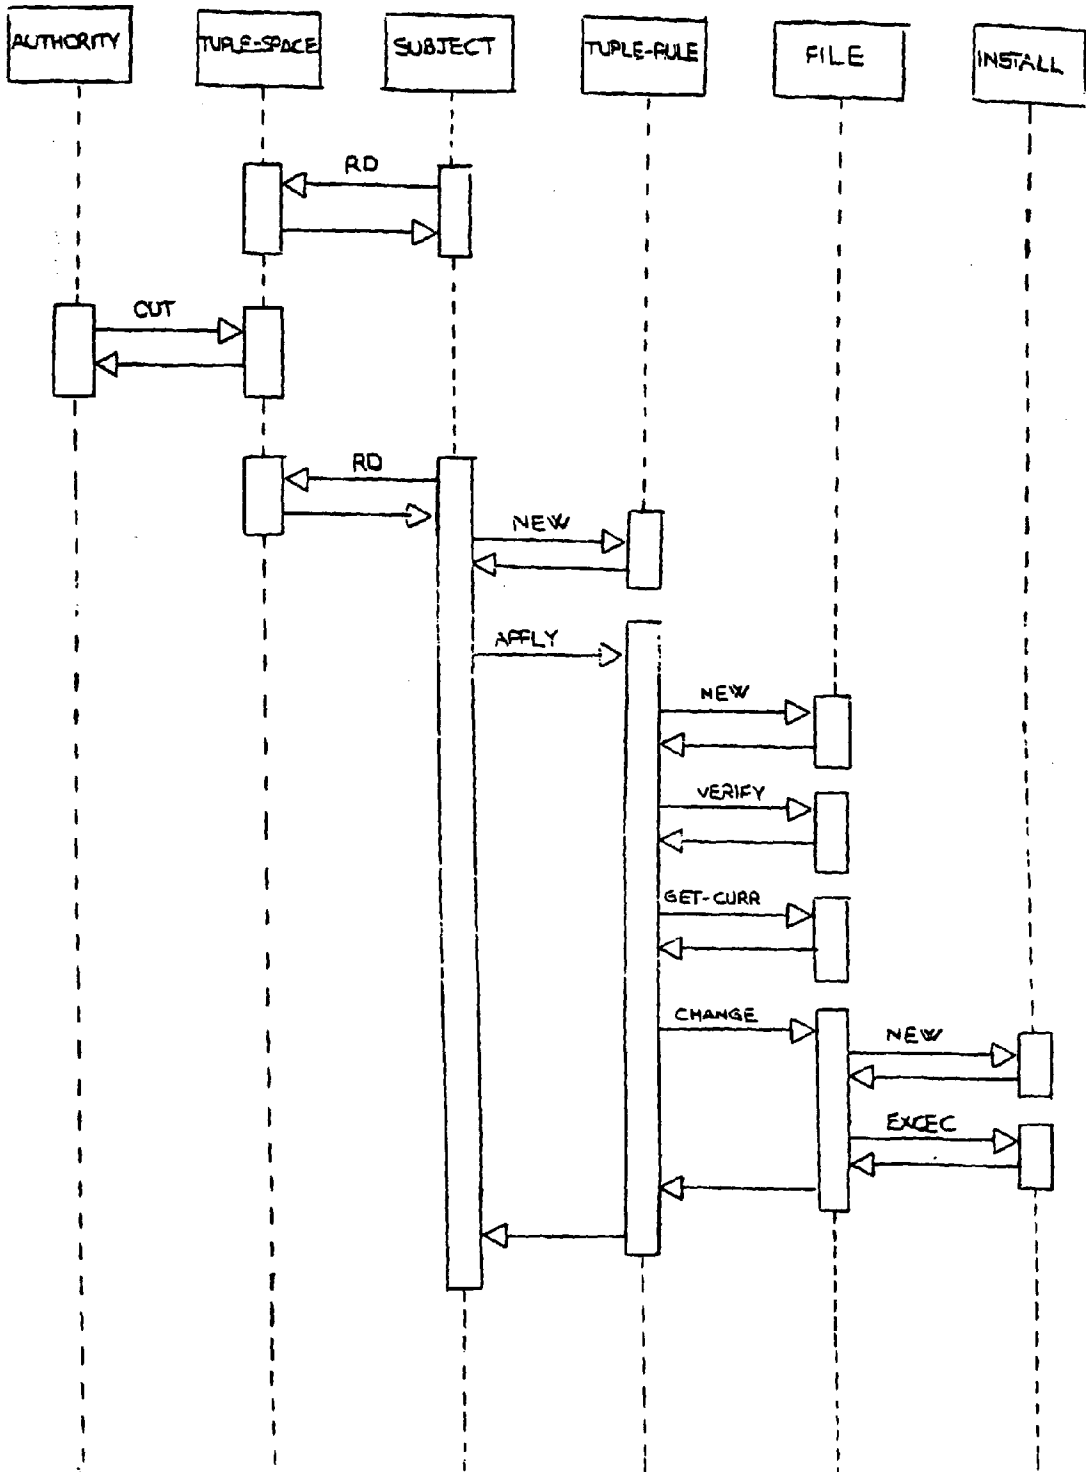 AUTHORITY
TUPLE-SPACE
SUBJECT
TUPLE-RULE
FILE
INSTALL
RD
OUT
RD
NEW
APPLY
NEW
VERIFY
GET-CURR
CHANGE
NEW
EXCEC